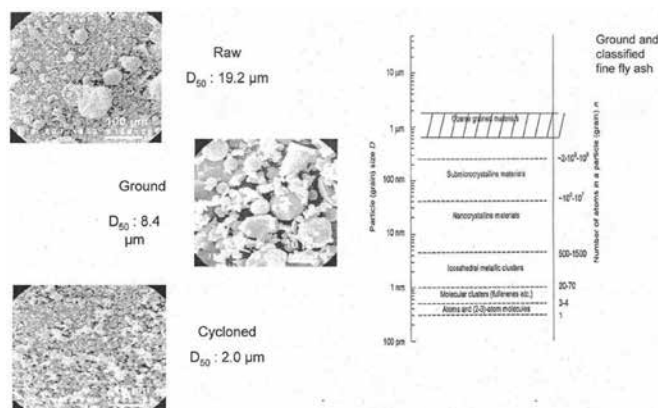 Raw
D50 : 19.2 µm
100 µm
Ground
D50 : 8.4
µm
Cycloned
D50 : 2.0 µm
Ground and
classified
fine fly ash
Particle (grain) size D
10 µm
1 µm
100 nm
10 nm
1 nm
100 pm
Coarse grained materials
Submicrocrystalline materials
Nanocrystalline materials
Icosahedral metallic clusters
Molecular clusters (fullerenes etc.)
Atoms and (2-3)-atom molecules
500-1500
20-70
3-4
1
Number of atoms in a particle (grain) n